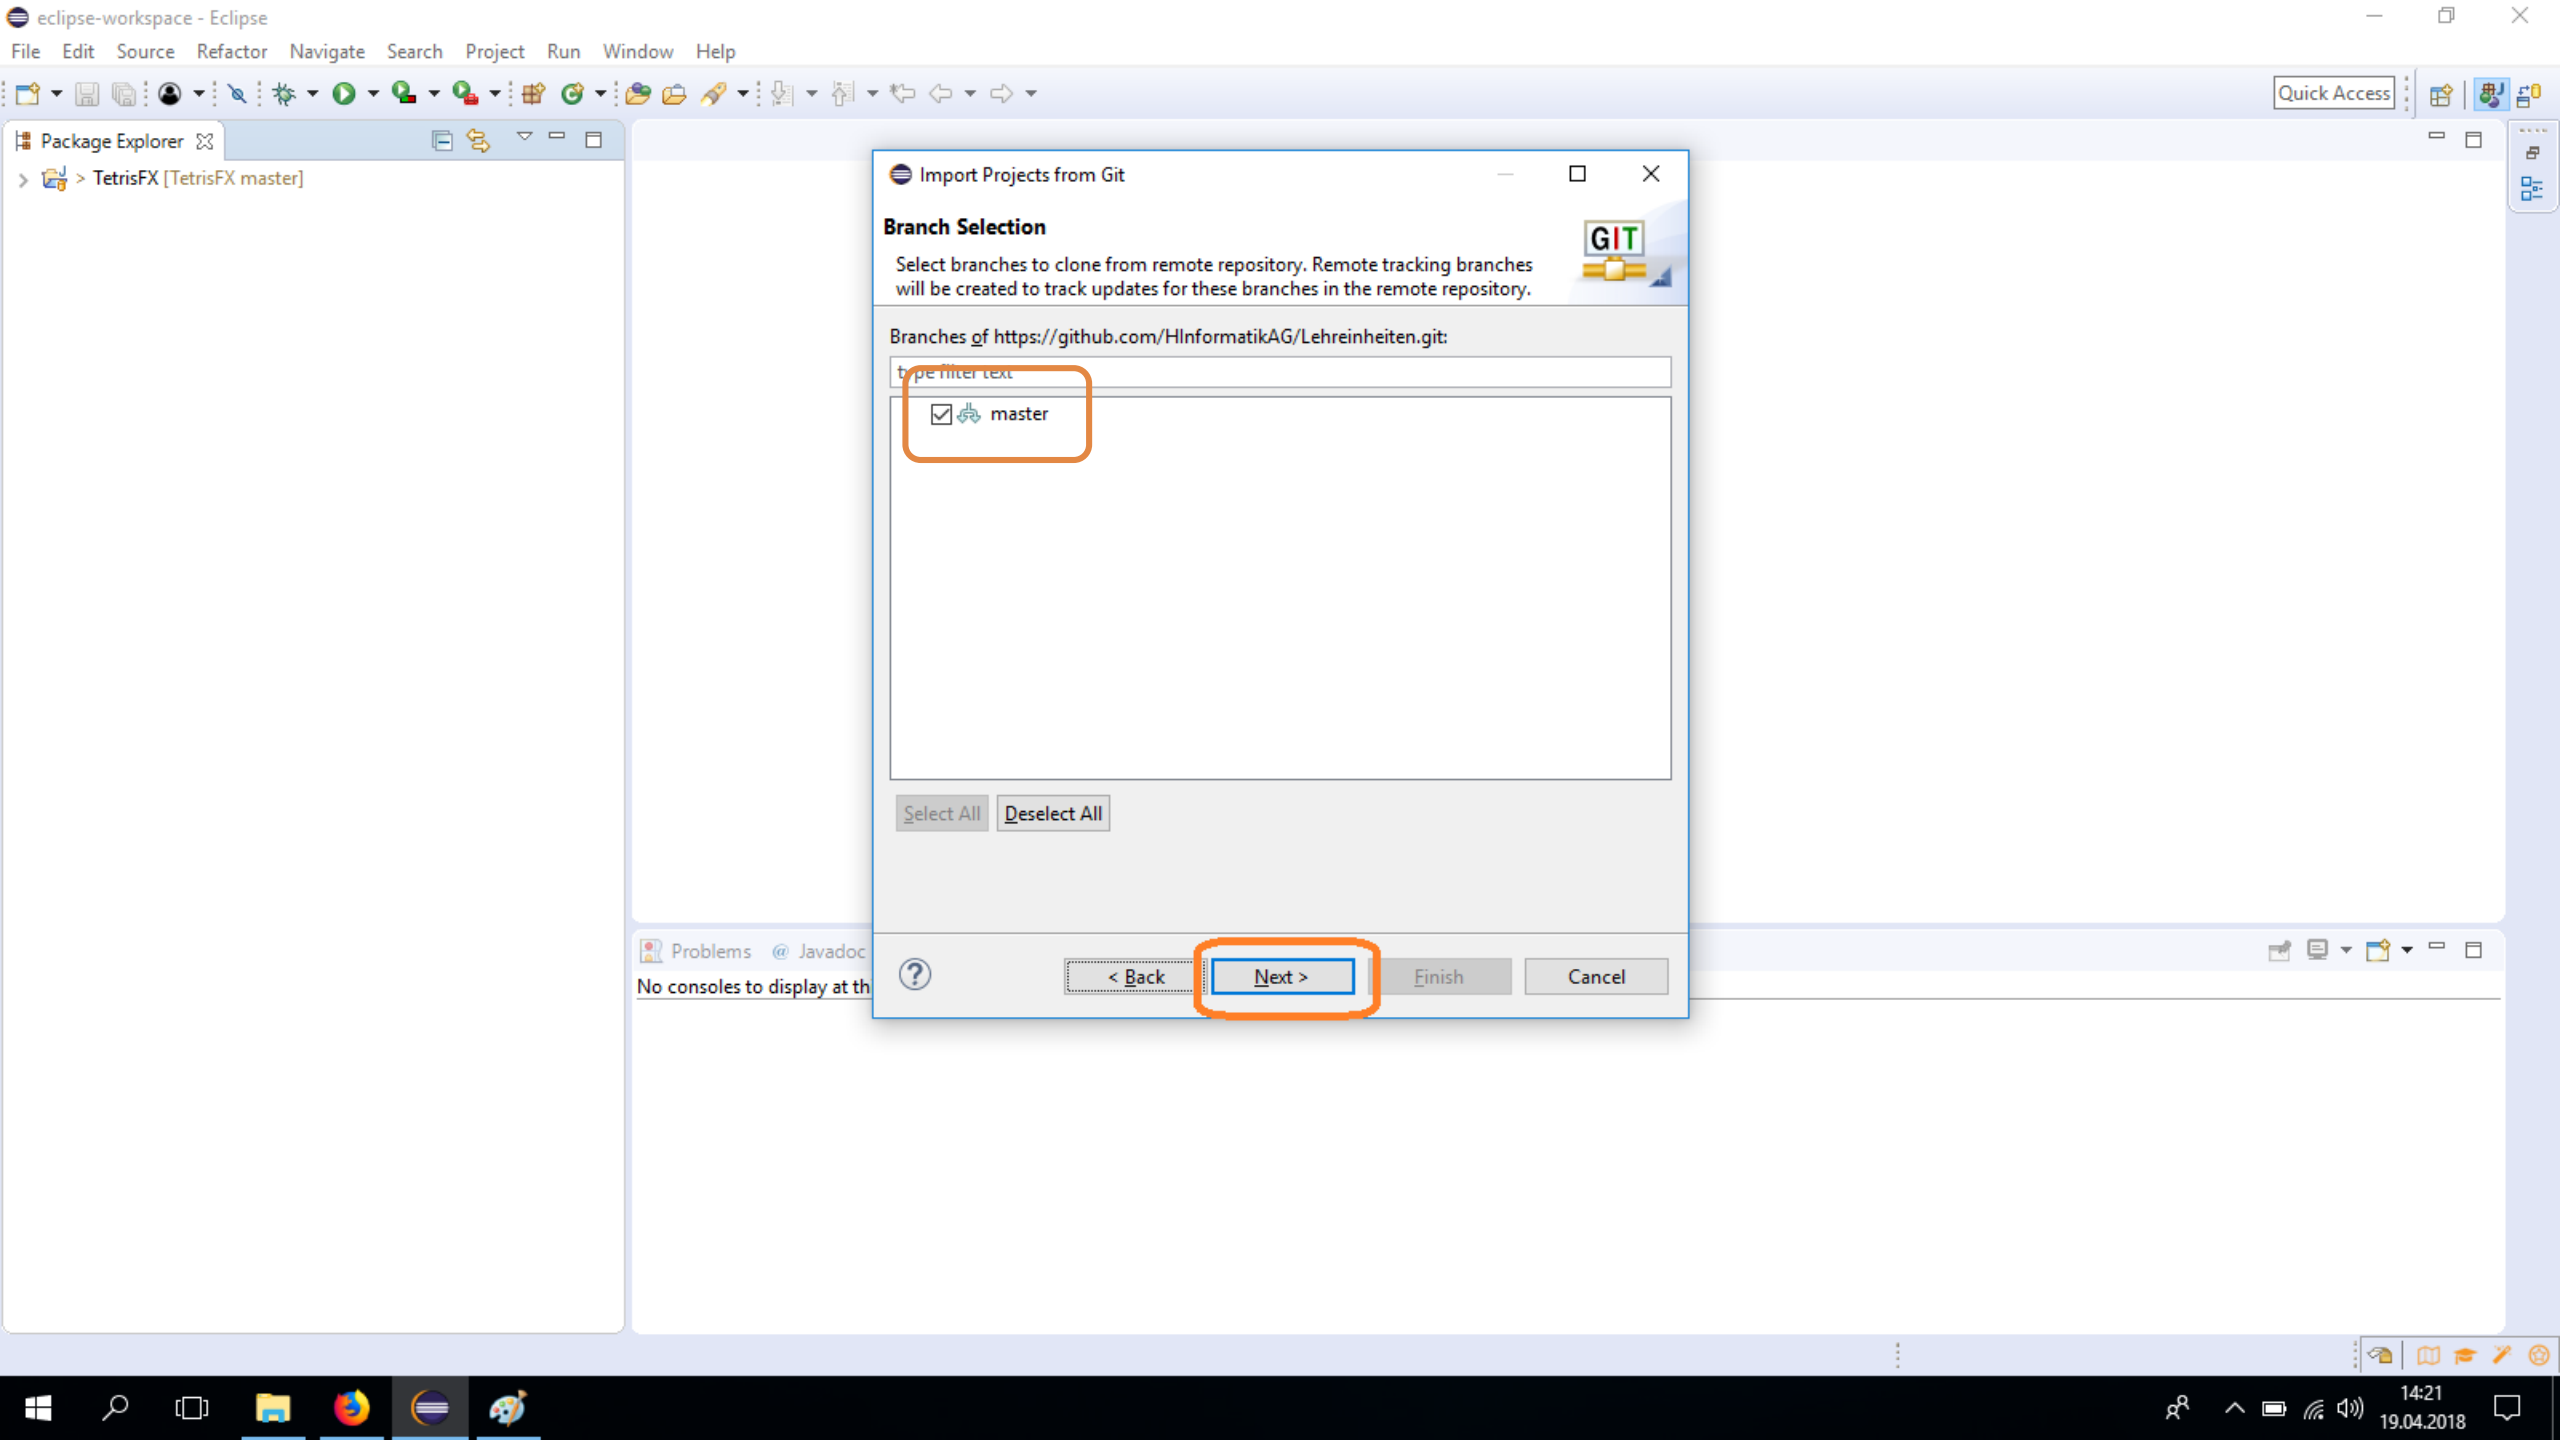 eclipse-workspace - Eclipse
File Edit Source Refactor Navigate Search Project Run Window Help
Quick Access
Package Explorer
> TetrisFX [TetrisFX master]
Import Projects from Git
Branch Selection
GIT
Select branches to clone from remote repository. Remote tracking branches
will be created to track updates for these branches in the remote repository.
Branches of https://github.com/HInformatikAG/Lehreinheiten.git:
type filter text
master
Select All Deselect All
Problems @ Javadoc
No consoles to display at th
? < Back Next > Finish Cancel
14:21
19.04.2018